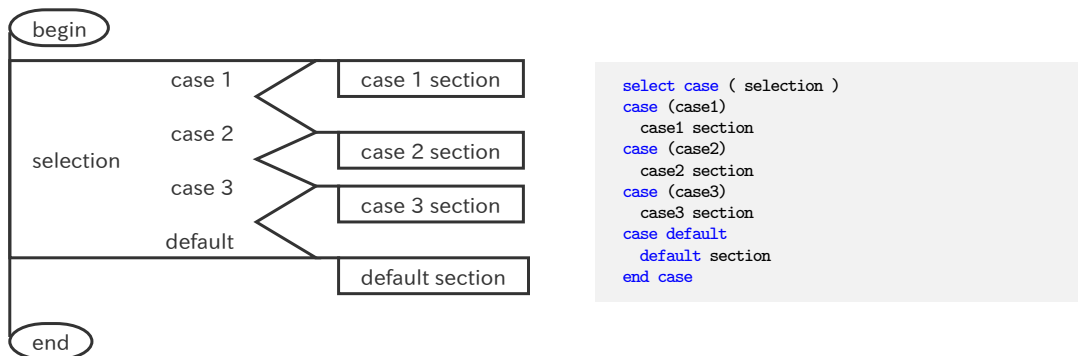 begin
case 1
case 1 section
case 2
case 2 section
selection
case 3
case 3 section
default
default section
end
select case ( selection )
case (case1)
  case1 section
case (case2)
  case2 section
case (case3)
  case3 section
case default
  default section
end case